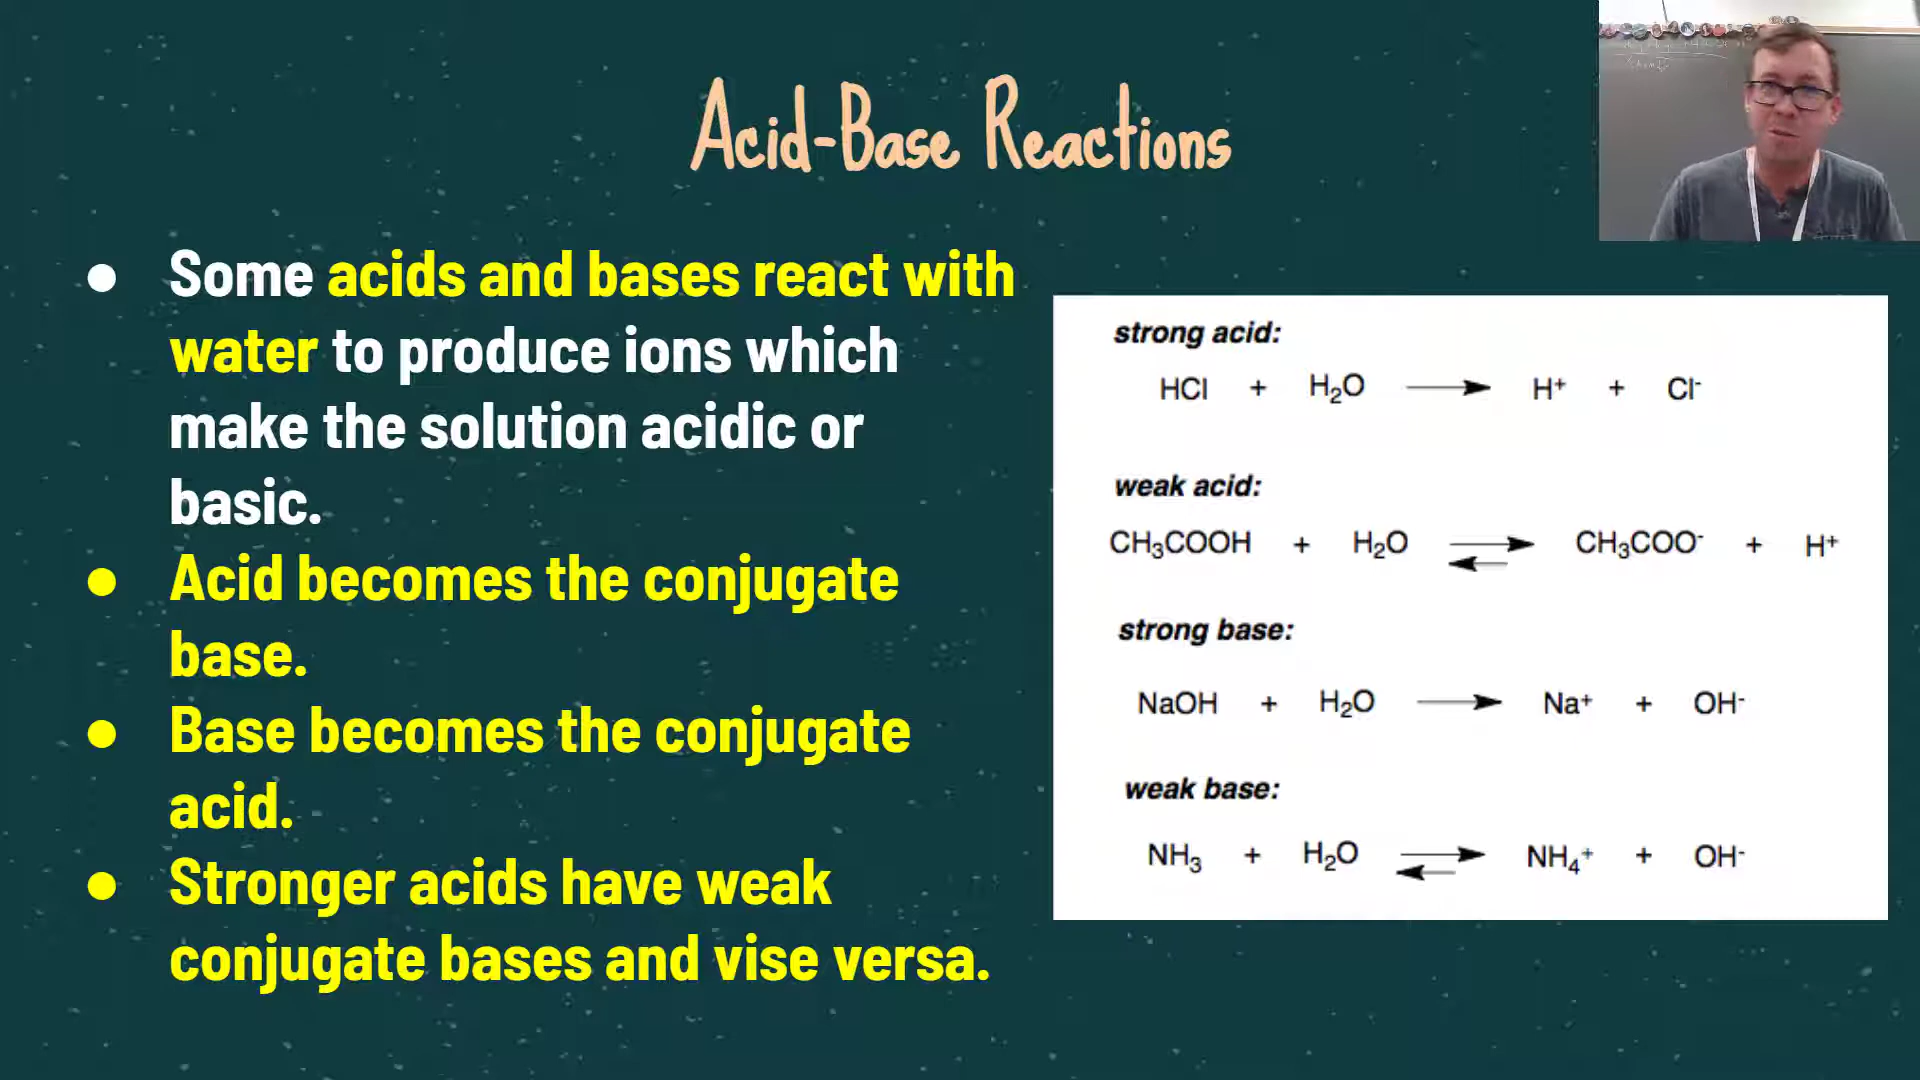 Acid-Base Reactions
● Some acids and bases react with
water to produce ions which
make the solution acidic or
basic.
● Acid becomes the conjugate
base.
● Base becomes the conjugate
acid.
● Stronger acids have weak
conjugate bases and vise versa.
strong acid:
HCl + H₂O ⟶ H⁺ + Cl⁻
weak acid:
CH₃COOH + H₂O ⇌ CH₃COO⁻ + H⁺
strong base:
NaOH + H₂O ⟶ Na⁺ + OH⁻
weak base:
NH₃ + H₂O ⇌ NH₄⁺ + OH⁻